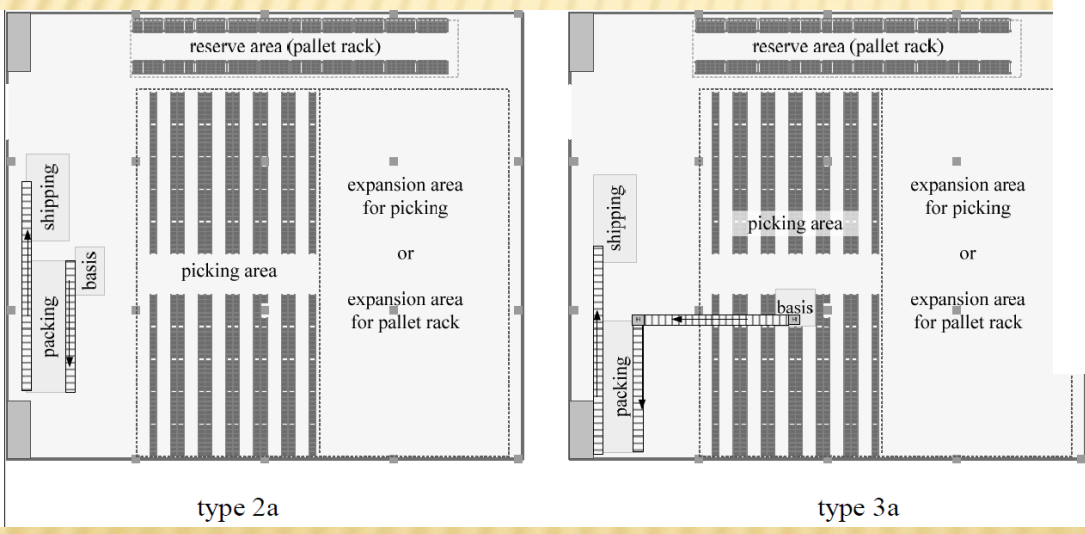 reserve area (pallet rack)
shipping
basis
packing
picking area
expansion area
for picking
or
expansion area
for pallet rack
type 2a
reserve area (pallet rack)
shipping
picking area
basis
packing
expansion area
for picking
or
expansion area
for pallet rack
type 3a